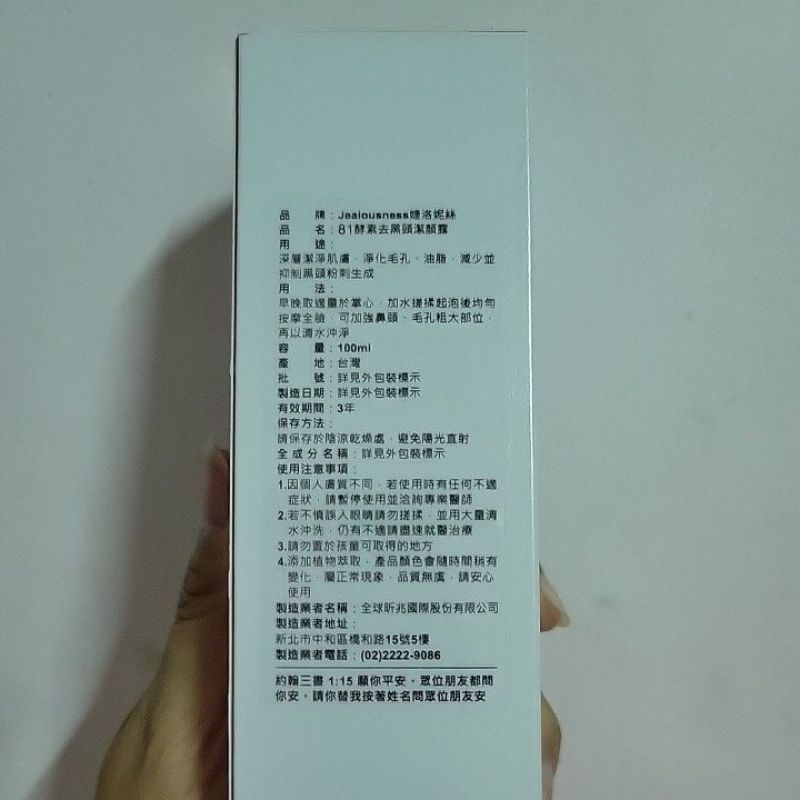 品　　牌：Jealousness婕洛妮絲
品　　名：81酵素去黑頭潔顏露
用　　途：
深層潔淨肌膚、淨化毛孔、油脂，減少並
抑制黑頭粉刺生成
用　　法：
早晚取適量於掌心，加水搓揉起泡後均勻
按摩全臉，可加強鼻頭、毛孔粗大部位，
再以清水沖淨
容　　量：100ml
產　　地：台灣
批　　號：詳見外包裝標示
製造日期：詳見外包裝標示
有效期間：3年
保存方法：
請保存於陰涼乾燥處，避免陽光直射
全成分名稱：詳見外包裝標示
使用注意事項：
1.因個人膚質不同，若使用時有任何不適
症狀，請暫停使用並洽詢專業醫師
2.若不慎誤入眼睛請勿搓揉，並用大量清
水沖洗，仍有不適請盡速就醫治療
3.請勿置於孩童可取得的地方
4.添加植物萃取，產品顏色會隨時間稍有
變化，屬正常現象，品質無虞，請安心
使用
製造業者名稱：全球昕兆國際股份有限公司
製造業者地址：
新北市中和區橋和路15號5樓
製造業者電話：(02)2222-9086
約翰三書 1:15 願你平安。眾位朋友都問
你安。請你替我按著姓名問眾位朋友安